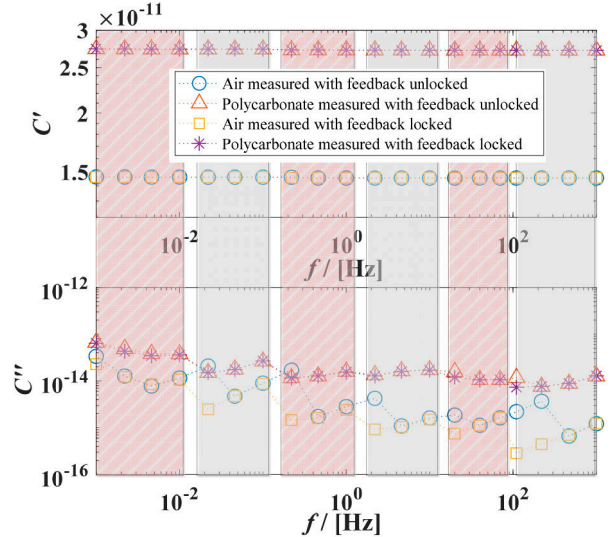 ×10⁻¹¹
3
2.5
C'
1.5
Air measured with feedback unlocked
Polycarbonate measured with feedback unlocked
Air measured with feedback locked
Polycarbonate measured with feedback locked
10⁻² 10⁰ 10²
f / [Hz]
10⁻¹²
10⁻¹⁴
C''
10⁻¹⁶
10⁻² 10⁰ 10²
f / [Hz]